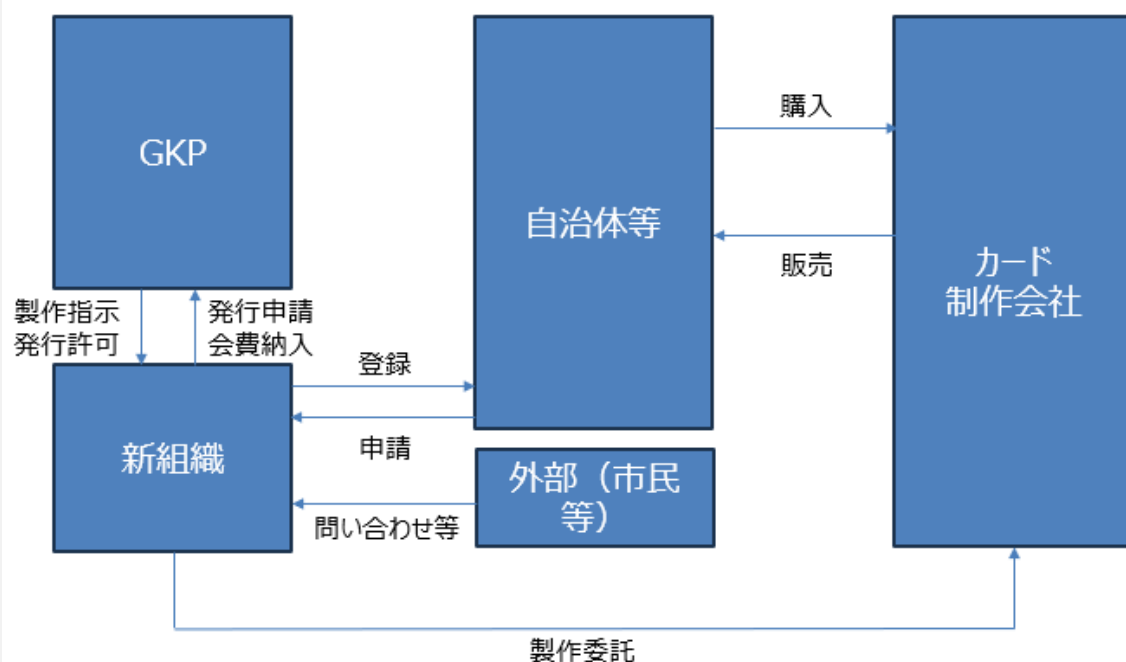 GKP
自治体等
カード
制作会社
購入
販売
製作指示
発行許可
発行申請
会費納入
登録
申請
新組織
外部（市民
等）
問い合わせ等
製作委託